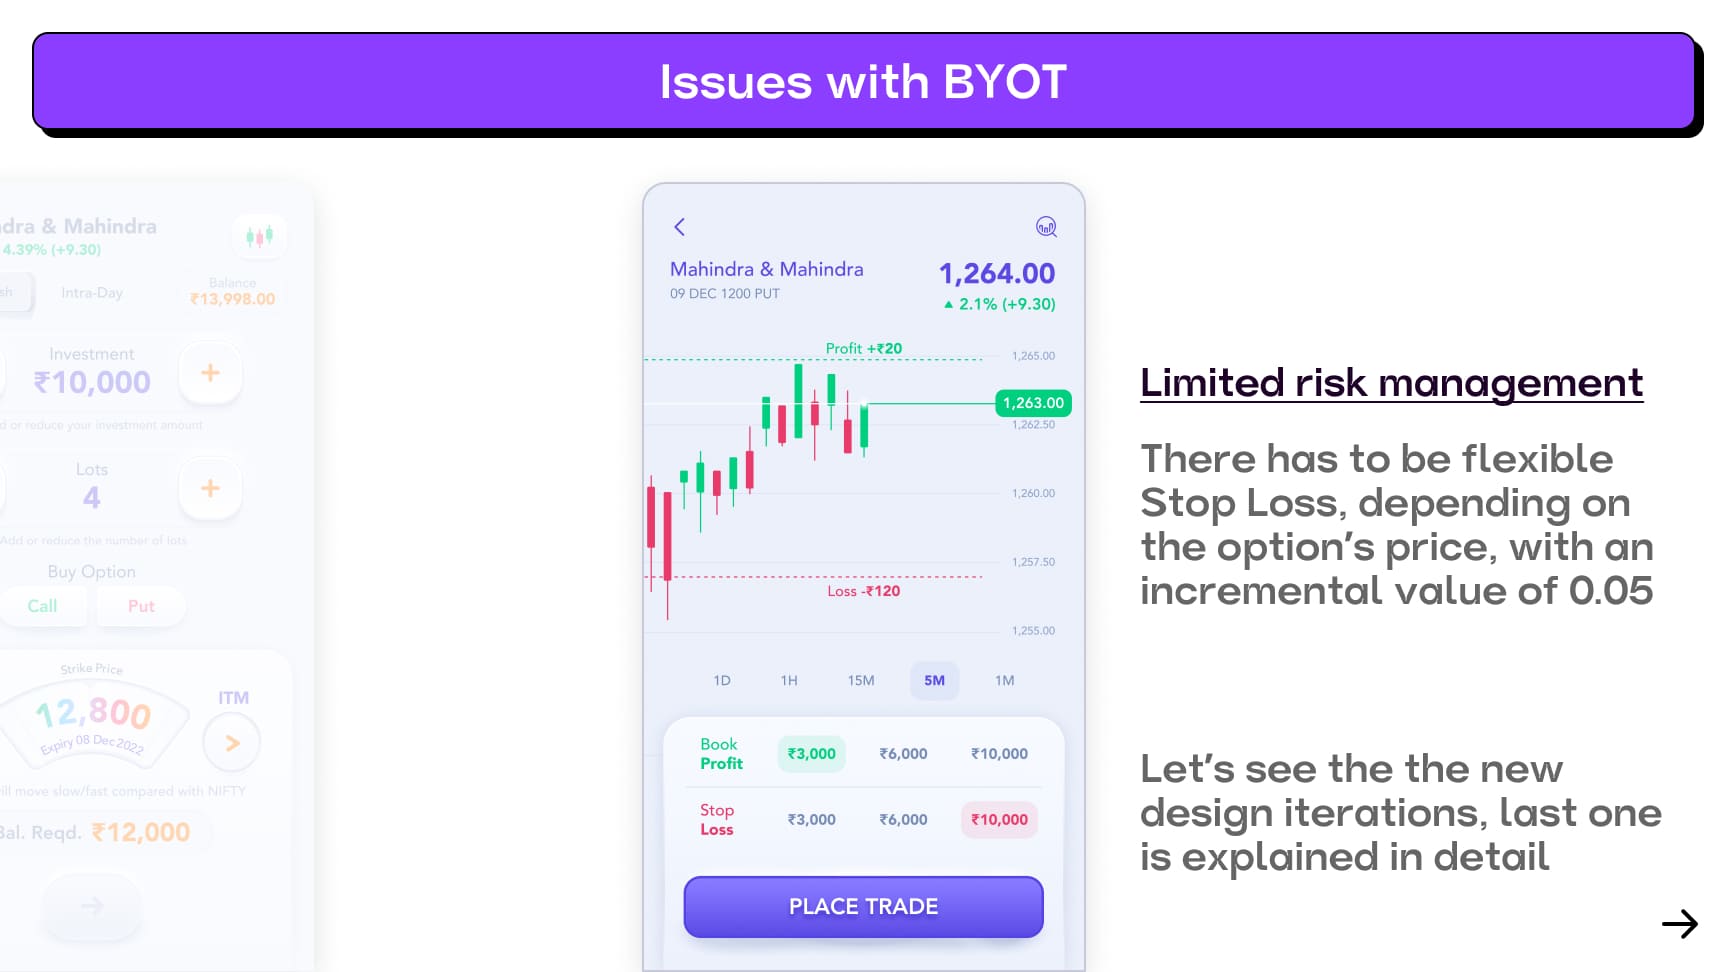 Issues with BYOT
dra & Mahindra
4.39% (+9.30)
sh
Intra-Day
Balance
₹13,998.00
Investment
₹10,000
+
d or reduce your investment amount
Lots
4
+
Add or reduce the number of lots
Buy Option
Call
Put
Strike Price
12,800
Expiry 08 Dec2022
ITM
>
ill move slow/fast compared with NIFTY
Bal. Reqd. ₹12,000
Mahindra & Mahindra
1,264.00
09 DEC 1200 PUT
2.1% (+9.30)
Profit +₹20
1,265.00
1,263.00
1,262.50
1,260.00
1,257.50
Loss -₹120
1,255.00
1D 1H 15M 5M 1M
Book
Profit
₹3,000 ₹6,000 ₹10,000
Stop
Loss
₹3,000 ₹6,000 ₹10,000
PLACE TRADE
Limited risk management
There has to be flexible
Stop Loss, depending on
the option's price, with an
incremental value of 0.05
Let's see the the new
design iterations, last one
is explained in detail